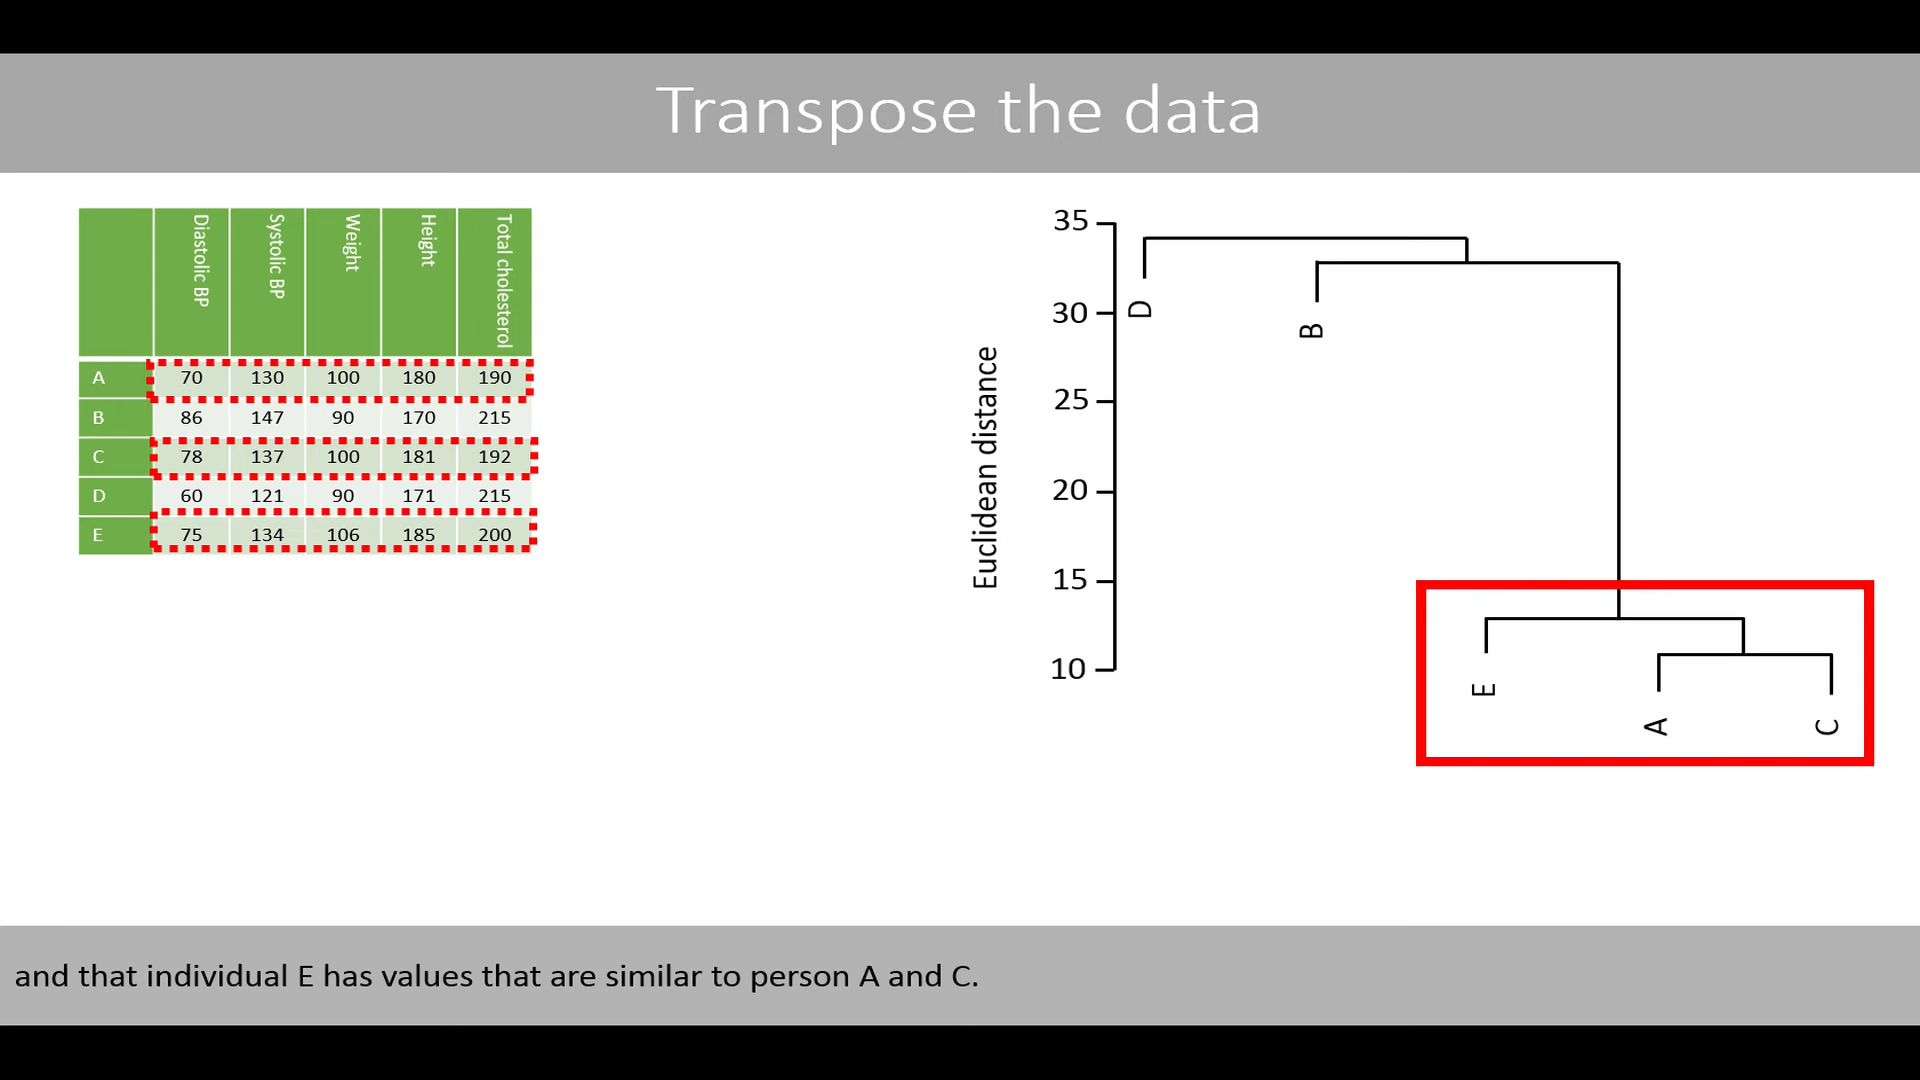 Transpose the data
Diastolic BP Systolic BP Weight Height Total cholesterol
A 70 130 100 180 190
B 86 147 90 170 215
C 78 137 100 181 192
D 60 121 90 171 215
E 75 134 106 185 200
Euclidean distance
35
30
25
20
15
10
D
B
E
A
C
and that individual E has values that are similar to person A and C.